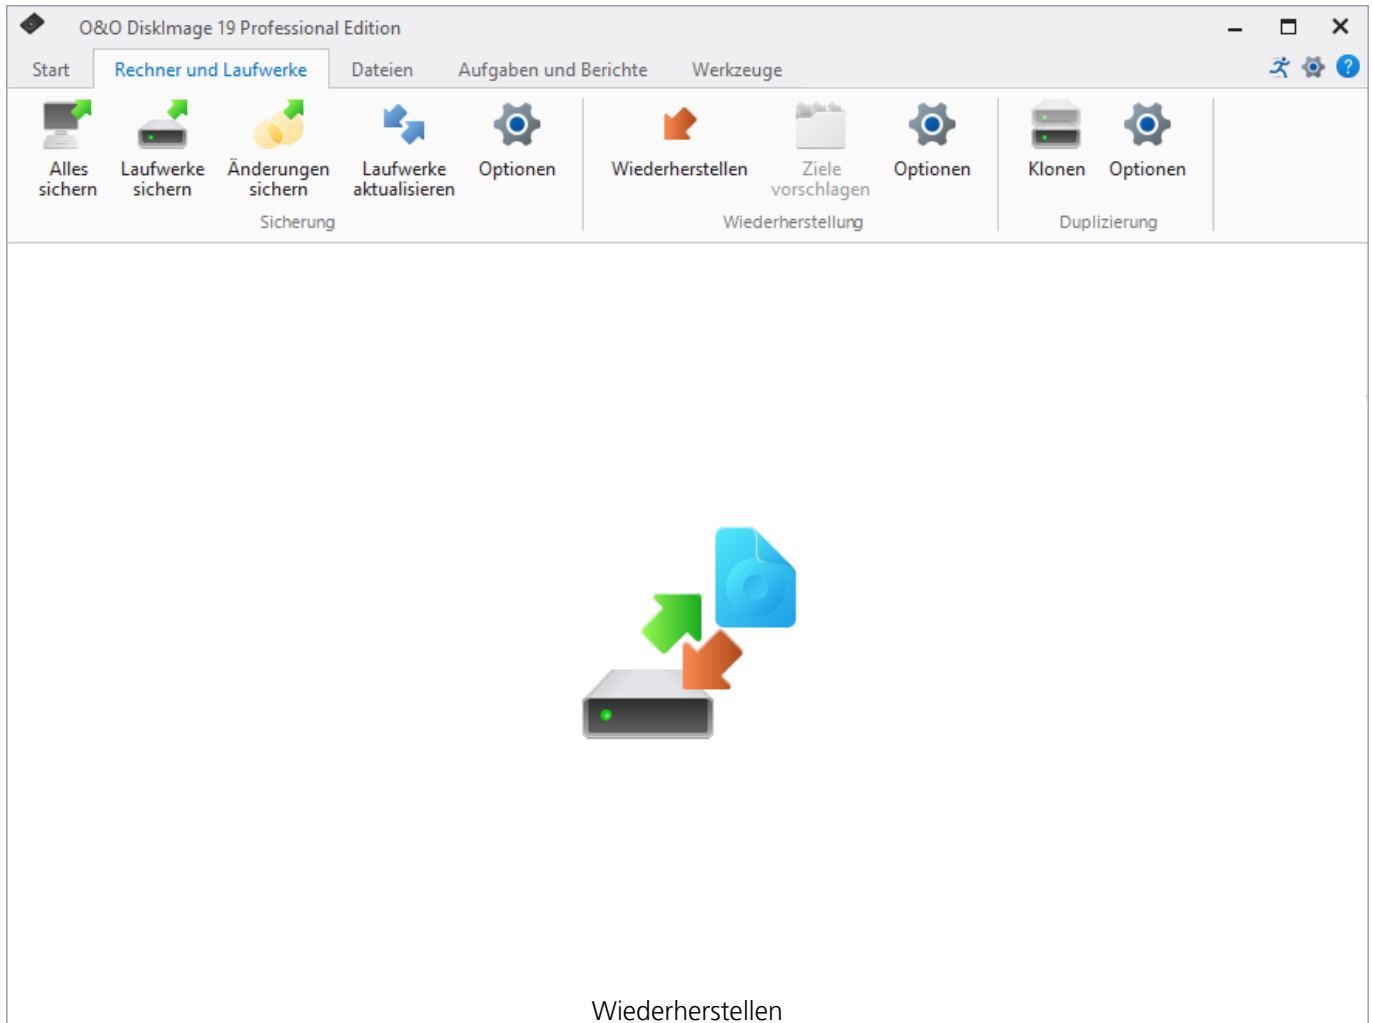 O&O DiskImage 19 Professional Edition
Start Rechner und Laufwerke Dateien Aufgaben und Berichte Werkzeuge
Alles sichern
Laufwerke sichern
Änderungen sichern
Laufwerke aktualisieren
Optionen
Sicherung
Wiederherstellen
Ziele vorschlagen
Optionen
Wiederherstellung
Klonen
Optionen
Duplizierung
Wiederherstellen